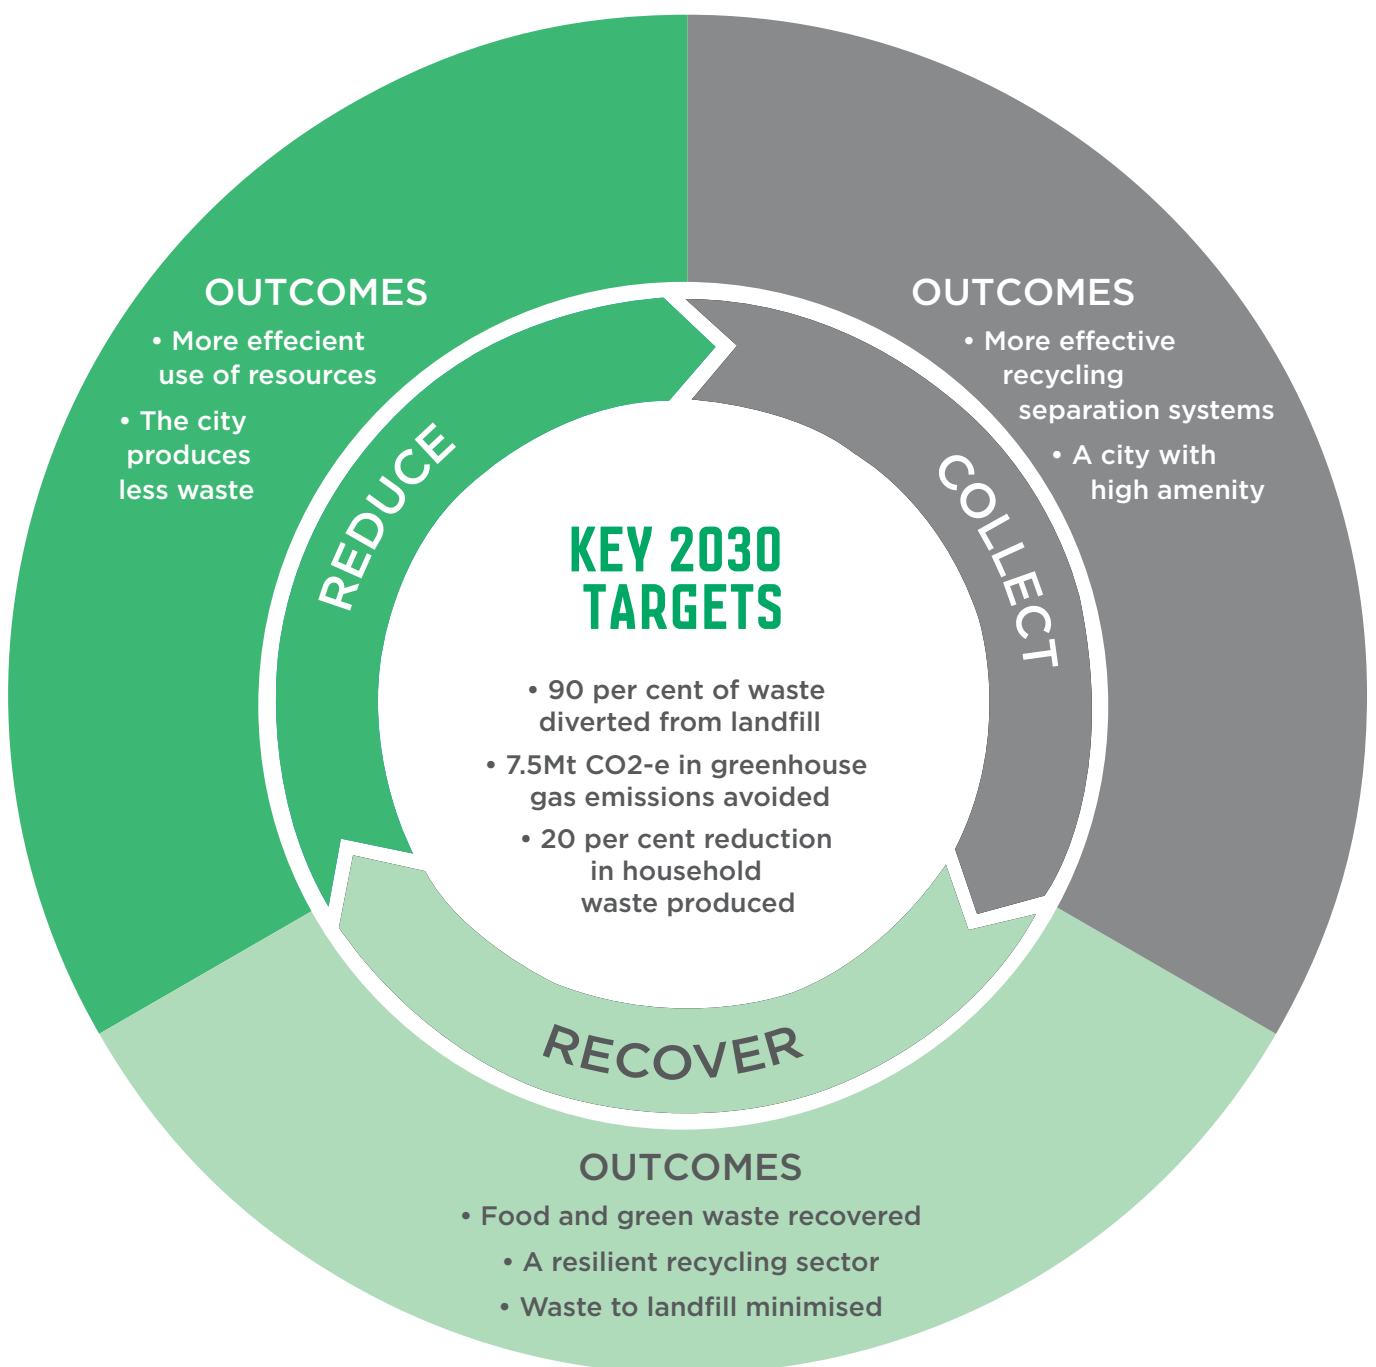 OUTCOMES
• More effecient
use of resources
• The city
produces
less waste
OUTCOMES
• More effective
recycling
separation systems
• A city with
high amenity
REDUCE
COLLECT
KEY 2030
TARGETS
• 90 per cent of waste
diverted from landfill
• 7.5Mt CO2-e in greenhouse
gas emissions avoided
• 20 per cent reduction
in household
waste produced
RECOVER
OUTCOMES
• Food and green waste recovered
• A resilient recycling sector
• Waste to landfill minimised